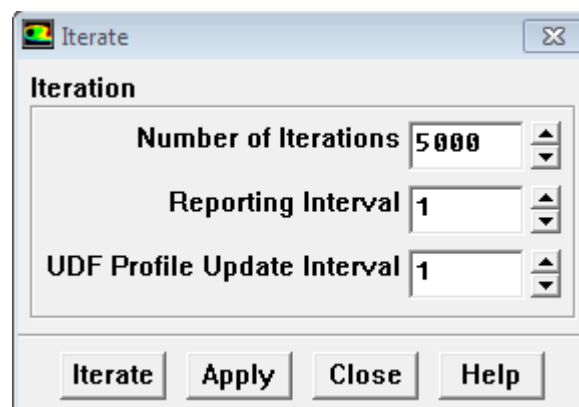 Iterate
Iteration
Number of Iterations 5000
Reporting Interval 1
UDF Profile Update Interval 1
Iterate Apply Close Help